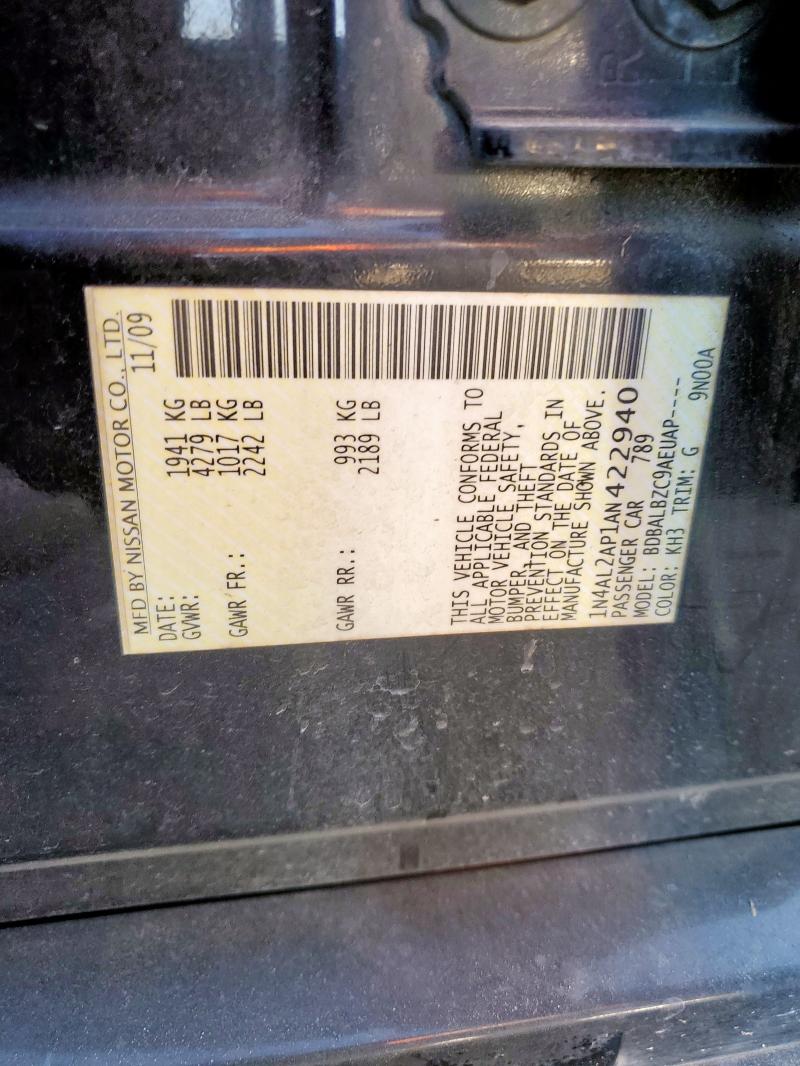 MFD BY NISSAN MOTOR CO., LTD.
DATE: 11/09
GVWR: 1941 KG
4279 LB
GAWR FR.: 1017 KG
2242 LB
GAWR RR.: 993 KG
2189 LB
THIS VEHICLE CONFORMS TO
ALL APPLICABLE FEDERAL
MOTOR VEHICLE SAFETY,
BUMPER, AND THEFT
PREVENTION STANDARDS IN
EFFECT ON THE DATE OF
MANUFACTURE SHOWN ABOVE.
1N4AL2AP1AN422940
PASSENGER CAR 789
MODEL: BDBALBZC9AEUAP----
COLOR: KH3 TRIM: G 9N00A